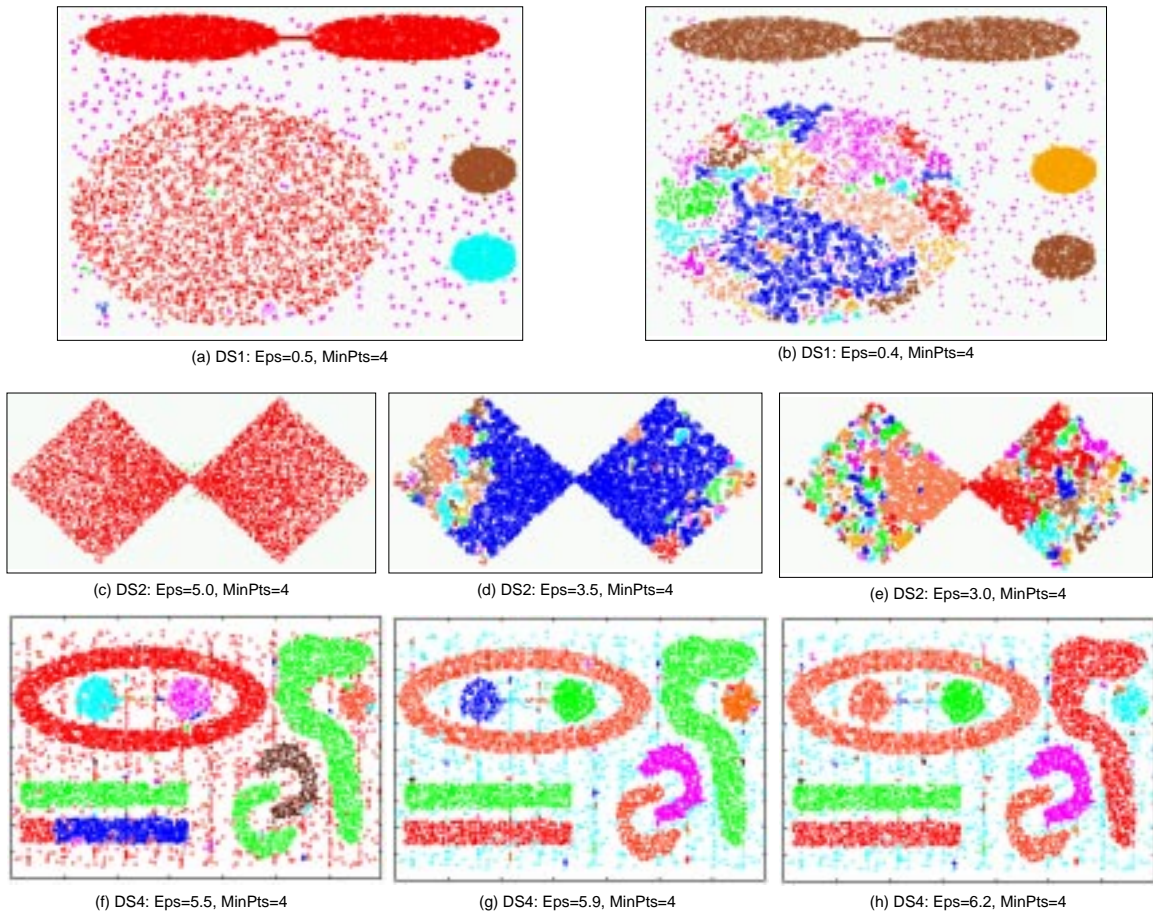 (a) DS1: Eps=0.5, MinPts=4
(b) DS1: Eps=0.4, MinPts=4
(c) DS2: Eps=5.0, MinPts=4
(d) DS2: Eps=3.5, MinPts=4
(e) DS2: Eps=3.0, MinPts=4
(f) DS4: Eps=5.5, MinPts=4
(g) DS4: Eps=5.9, MinPts=4
(h) DS4: Eps=6.2, MinPts=4